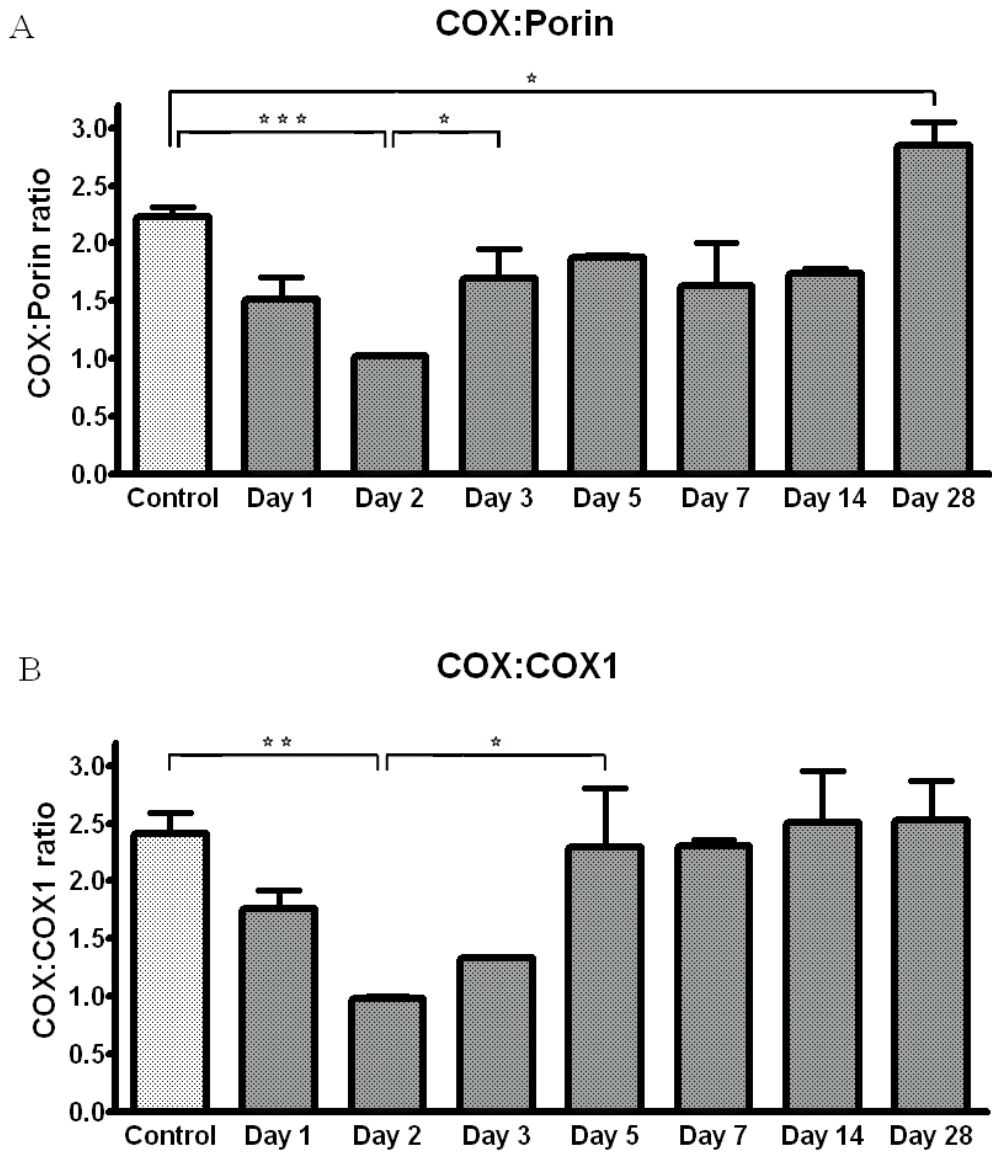 A
COX:Porin
☆
☆ ☆ ☆
☆
3.0
2.5
2.0
1.5
1.0
0.5
0.0
COX:Porin ratio
Control Day 1 Day 2 Day 3 Day 5 Day 7 Day 14 Day 28
B
COX:COX1
☆ ☆
☆
3.0
2.5
2.0
1.5
1.0
0.5
0.0
COX:COX1 ratio
Control Day 1 Day 2 Day 3 Day 5 Day 7 Day 14 Day 28